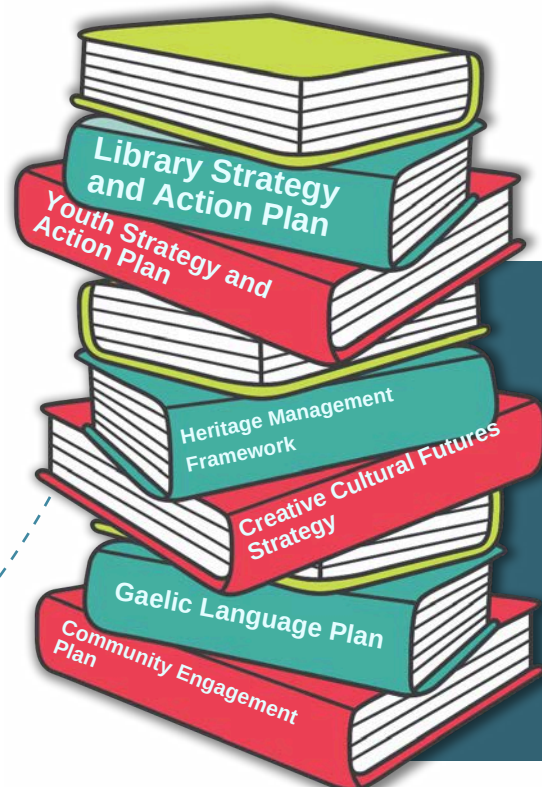 Library Strategy
and Action Plan
Youth Strategy and
Action Plan
Heritage Management
Framework
Creative Cultural Futures
Strategy
Gaelic Language Plan
Community Engagement
Plan